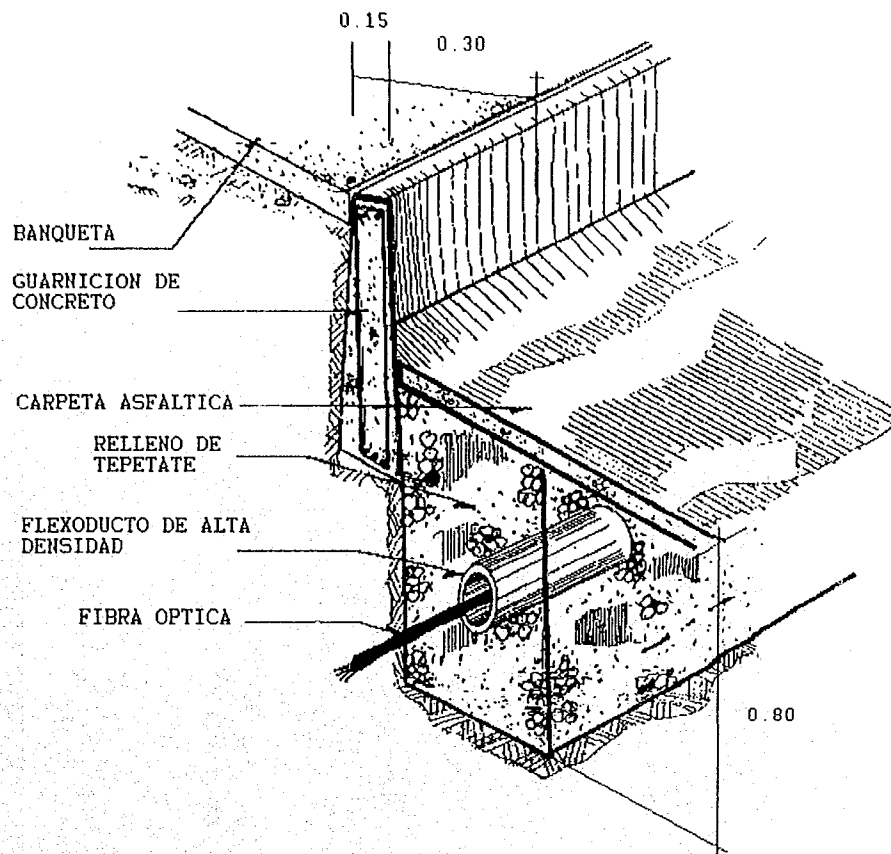 0.15
0.30
BANQUETA
GUARNICION DE
CONCRETO
CARPETA ASFALTICA
RELLENO DE
TEPETATE
FLEXODUCTO DE ALTA
DENSIDAD
FIBRA OPTICA
0.80